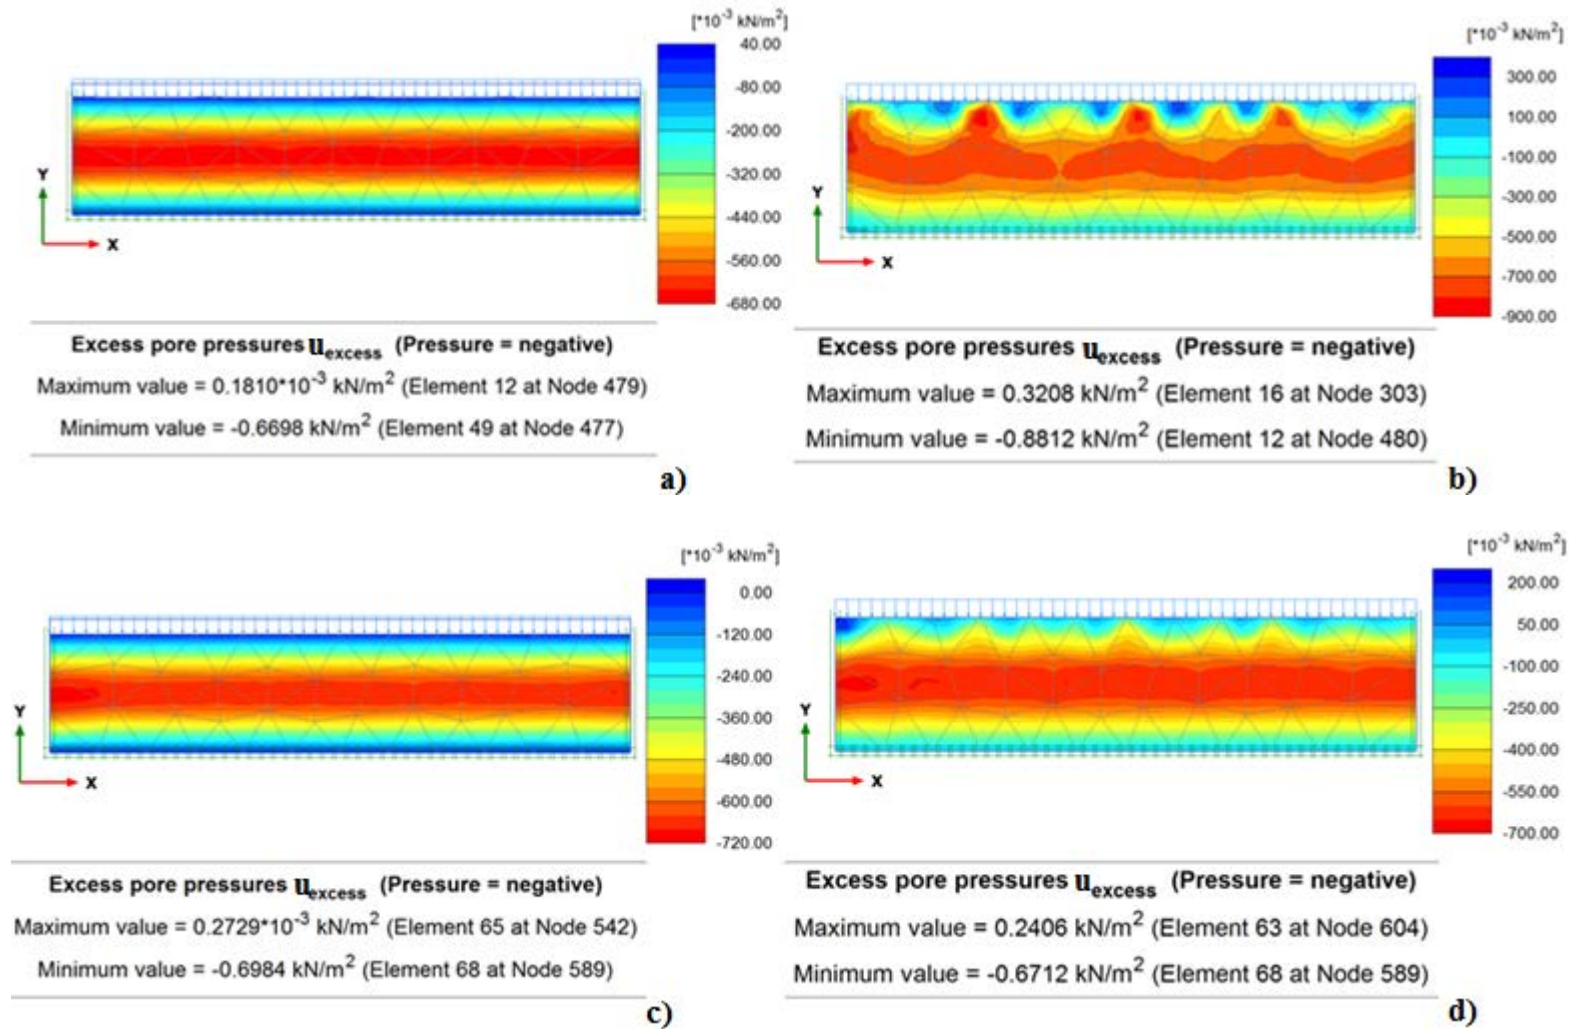 [*10-3 kN/m2]
40.00
-80.00
-200.00
-320.00
-440.00
-560.00
-680.00
Y
X
Excess pore pressures uexcess (Pressure = negative)
Maximum value = 0.1810*10-3 kN/m2 (Element 12 at Node 479)
Minimum value = -0.6698 kN/m2 (Element 49 at Node 477)
a)
[*10-3 kN/m2]
300.00
100.00
-100.00
-300.00
-500.00
-700.00
-900.00
Y
X
Excess pore pressures uexcess (Pressure = negative)
Maximum value = 0.3208 kN/m2 (Element 16 at Node 303)
Minimum value = -0.8812 kN/m2 (Element 12 at Node 480)
b)
[*10-3 kN/m2]
0.00
-120.00
-240.00
-360.00
-480.00
-600.00
-720.00
Y
X
Excess pore pressures uexcess (Pressure = negative)
Maximum value = 0.2729*10-3 kN/m2 (Element 65 at Node 542)
Minimum value = -0.6984 kN/m2 (Element 68 at Node 589)
c)
[*10-3 kN/m2]
200.00
50.00
-100.00
-250.00
-400.00
-550.00
-700.00
Y
X
Excess pore pressures uexcess (Pressure = negative)
Maximum value = 0.2406 kN/m2 (Element 63 at Node 604)
Minimum value = -0.6712 kN/m2 (Element 68 at Node 589)
d)